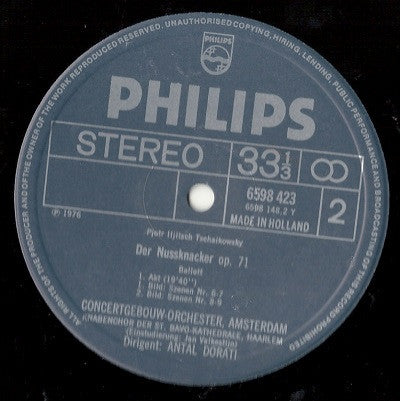 ALL RIGHTS OF THE PRODUCER AND OF THE OWNER OF THE WORK REPRODUCED RESERVED. UNAUTHORISED COPYING, HIRING, LENDING, PUBLIC PERFORMANCE AND BROADCASTING OF THIS RECORD PROHIBITED
PHILIPS
PHILIPS
STEREO
33 1/3
6598 423
6598 148.2 Y
MADE IN HOLLAND
2
℗ 1976
Pjotr Iljitsch Tschaikowsky
Der Nussknacker op. 71
Ballett
1. Akt (19'40")
1. Bild: Szenen Nr. 6-7
2. Bild: Szenen Nr. 8-9
CONCERTGEBOUW-ORCHESTER, AMSTERDAM
KNABENCHOR DER ST. BAVO-KATHEDRALE, HAARLEM
(Einstudierung: Jan Valkestijn)
Dirigent: ANTAL DORATI